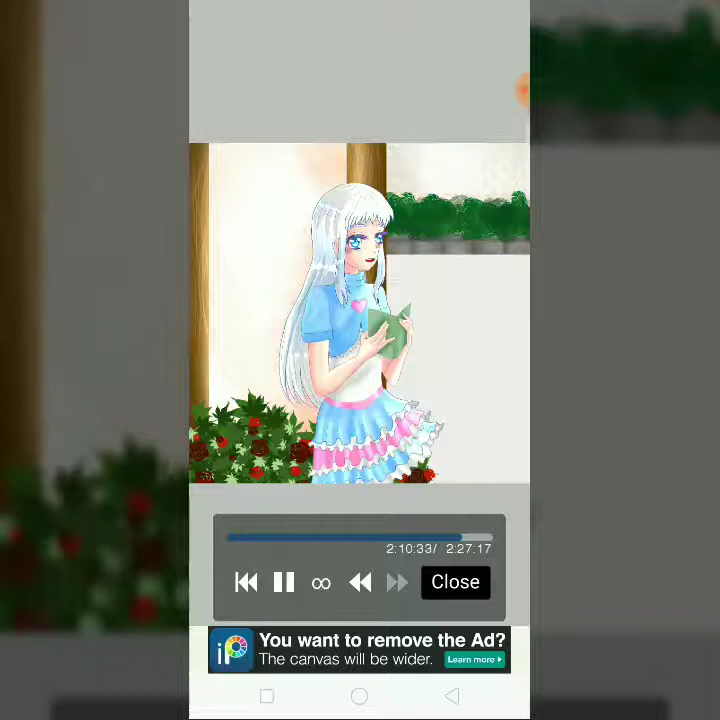 2:10:33/ 2:27:17
Close
You want to remove the Ad?
The canvas will be wider.
Learn more
iP